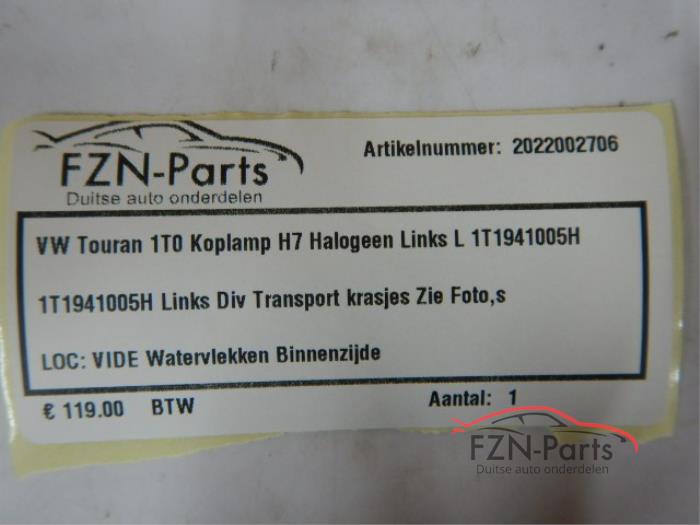 FZN-Parts
Duitse auto onderdelen
Artikelnummer: 2022002706
VW Touran 1T0 Koplamp H7 Halogeen Links L 1T1941005H
1T1941005H Links Div Transport krasjes Zie Foto,s
LOC: VIDE Watervlekken Binnenzijde
€ 119.00 BTW
Aantal: 1
FZN-Parts
Duitse auto onderdelen